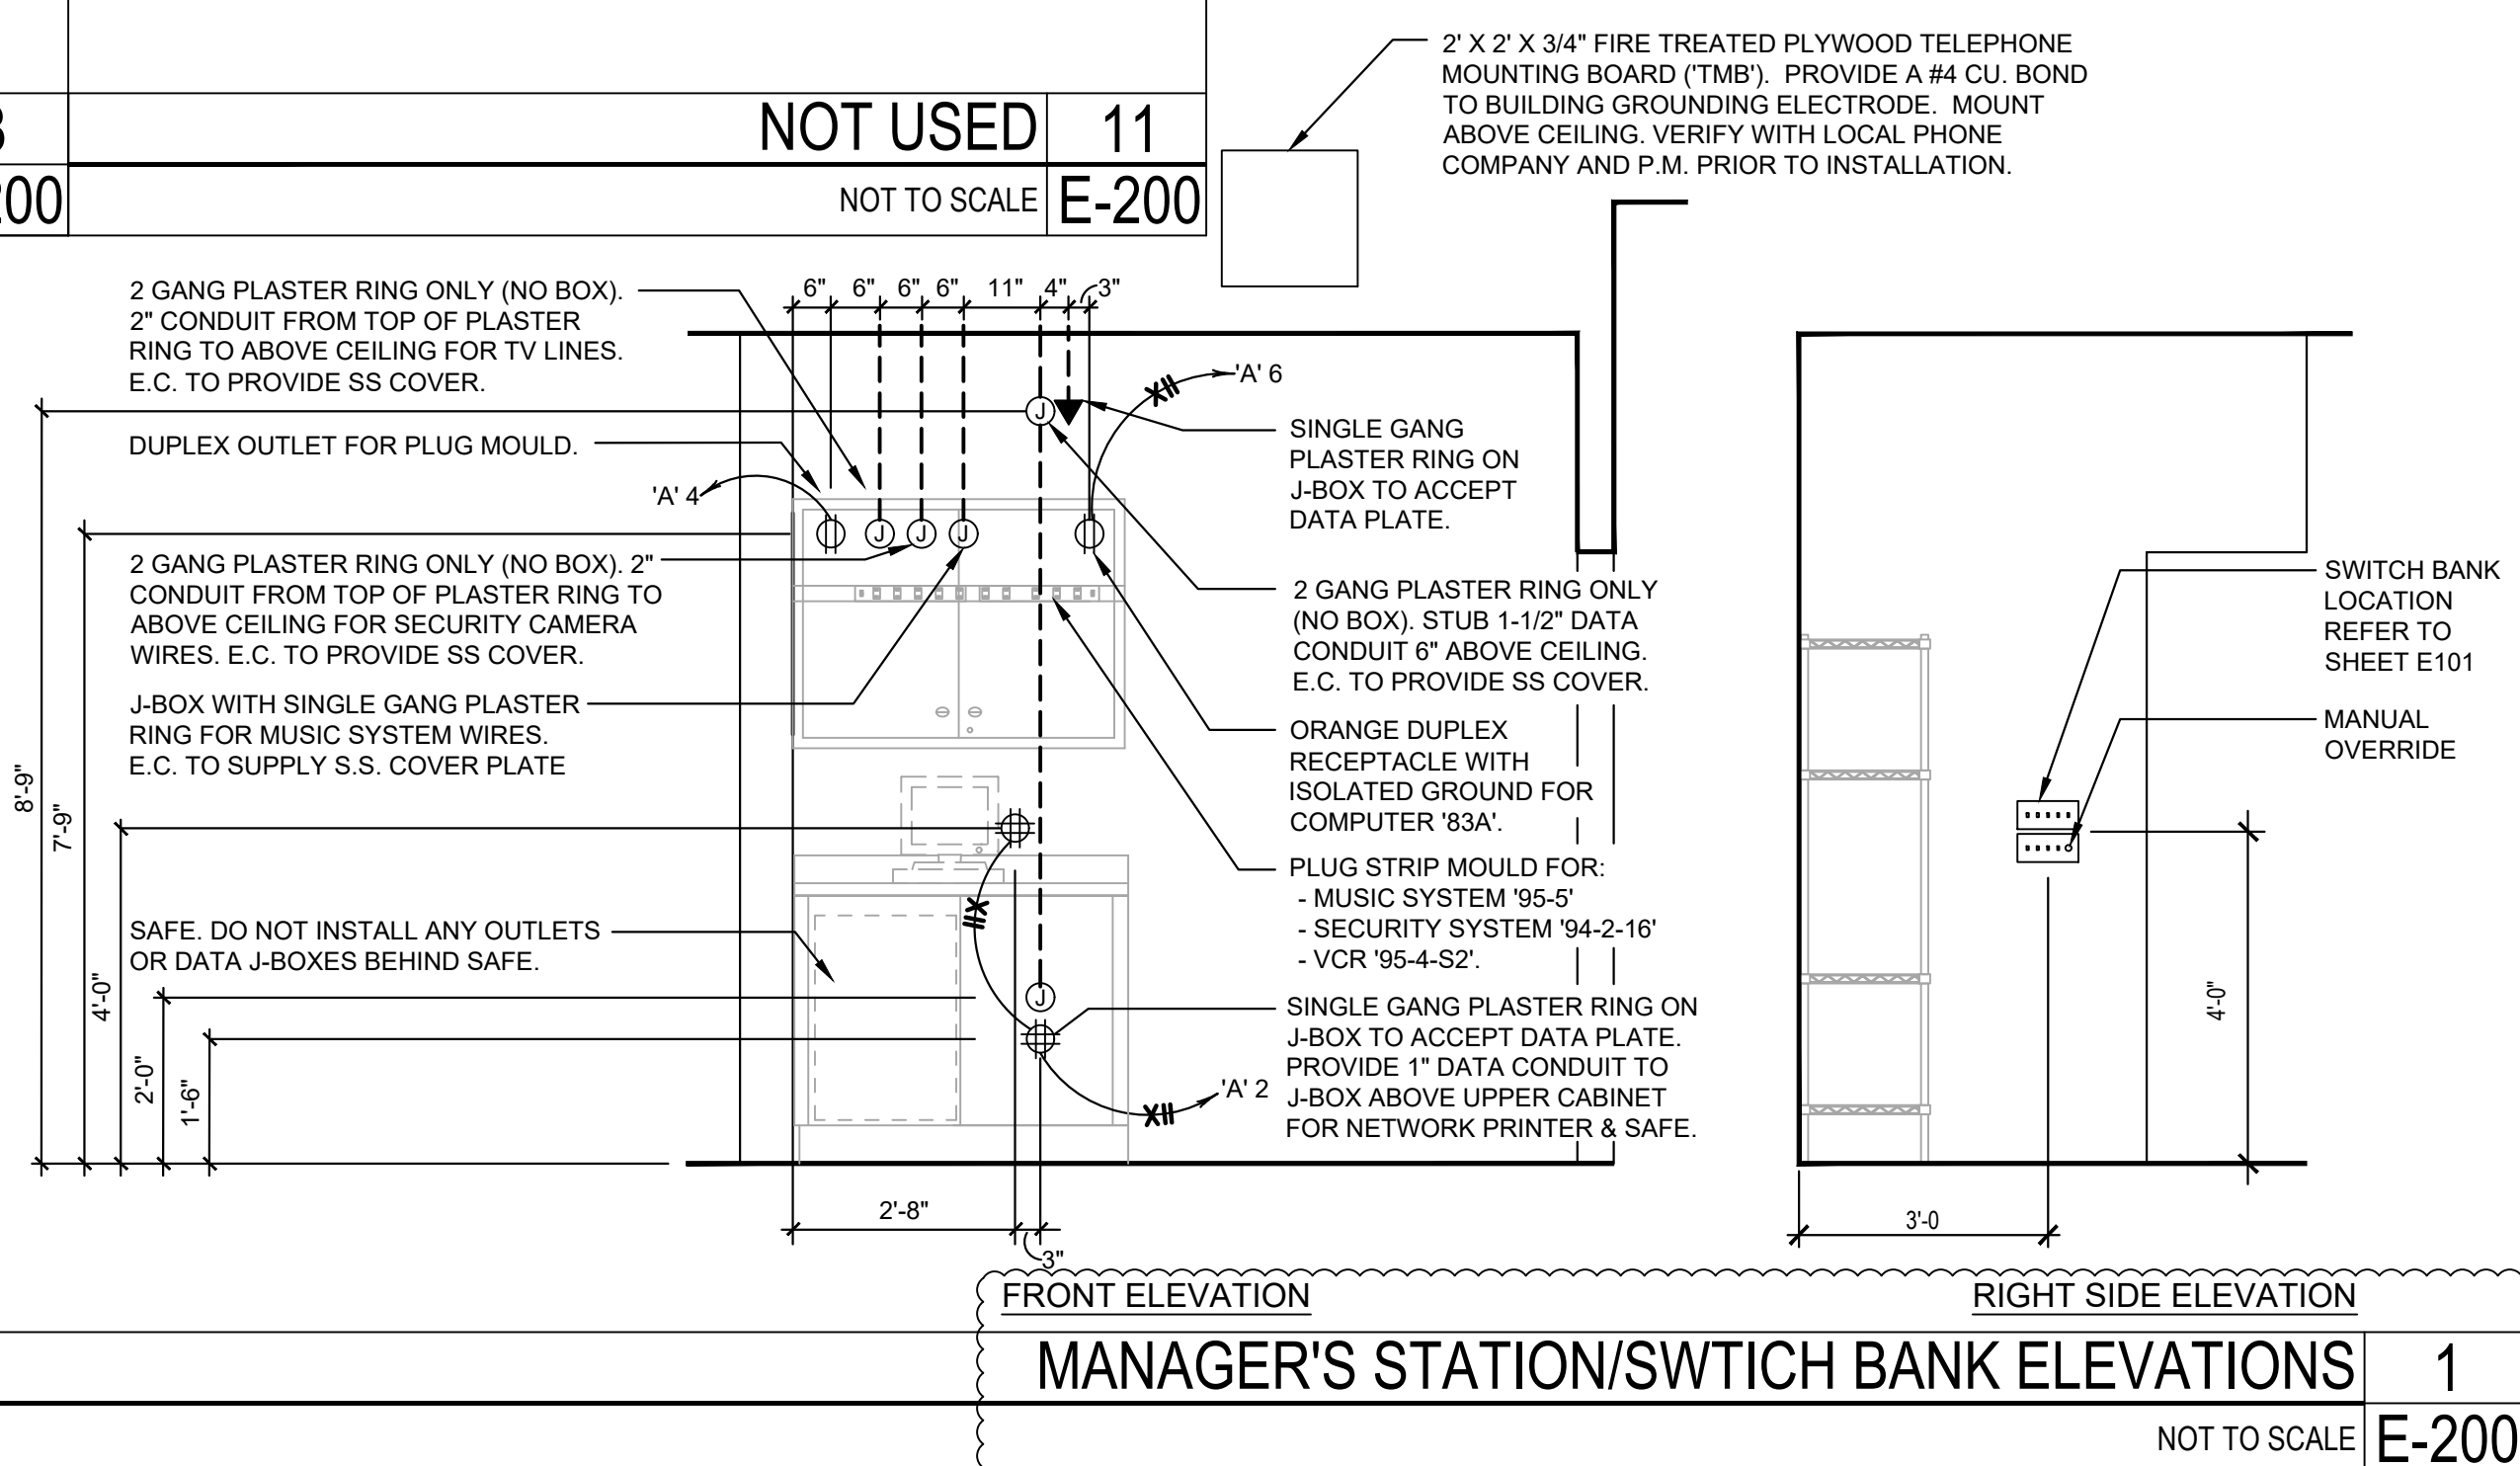 2' X 2' X 3/4" FIRE TREATED PLYWOOD TELEPHONE
MOUNTING BOARD ('TMB').  PROVIDE A #4 CU. BOND
TO BUILDING GROUNDING ELECTRODE.  MOUNT
ABOVE CEILING. VERIFY WITH LOCAL PHONE
COMPANY AND P.M. PRIOR TO INSTALLATION.
NOT USED
11
NOT TO SCALE
E-200
2 GANG PLASTER RING ONLY (NO BOX).
2" CONDUIT FROM TOP OF PLASTER
RING TO ABOVE CEILING FOR TV LINES.
E.C. TO PROVIDE SS COVER.
DUPLEX OUTLET FOR PLUG MOULD.
2 GANG PLASTER RING ONLY (NO BOX). 2"
CONDUIT FROM TOP OF PLASTER RING TO
ABOVE CEILING FOR SECURITY CAMERA
WIRES. E.C. TO PROVIDE SS COVER.
J-BOX WITH SINGLE GANG PLASTER
RING FOR MUSIC SYSTEM WIRES.
E.C. TO SUPPLY S.S. COVER PLATE
SAFE. DO NOT INSTALL ANY OUTLETS
OR DATA J-BOXES BEHIND SAFE.
8'-9"
7'-9"
4'-0"
2'-0"
1'-6"
6"
6"
6"
6"
11"
4"
3"
'A' 6
'A' 4
J
J
J
J
J
'A' 2
2'-8"
3"
SINGLE GANG
PLASTER RING ON
J-BOX TO ACCEPT
DATA PLATE.
2 GANG PLASTER RING ONLY
(NO BOX). STUB 1-1/2" DATA
CONDUIT 6" ABOVE CEILING.
E.C. TO PROVIDE SS COVER.
ORANGE DUPLEX
RECEPTACLE WITH
ISOLATED GROUND FOR
COMPUTER '83A'.
PLUG STRIP MOULD FOR:
- MUSIC SYSTEM '95-5'
- SECURITY SYSTEM '94-2-16'
- VCR '95-4-S2'.
SINGLE GANG PLASTER RING ON
J-BOX TO ACCEPT DATA PLATE.
PROVIDE 1" DATA CONDUIT TO
J-BOX ABOVE UPPER CABINET
FOR NETWORK PRINTER & SAFE.
SWITCH BANK
LOCATION
REFER TO
SHEET E101
MANUAL
OVERRIDE
4'-0"
3'-0
FRONT ELEVATION
RIGHT SIDE ELEVATION
MANAGER'S STATION/SWTICH BANK ELEVATIONS
1
NOT TO SCALE
E-200